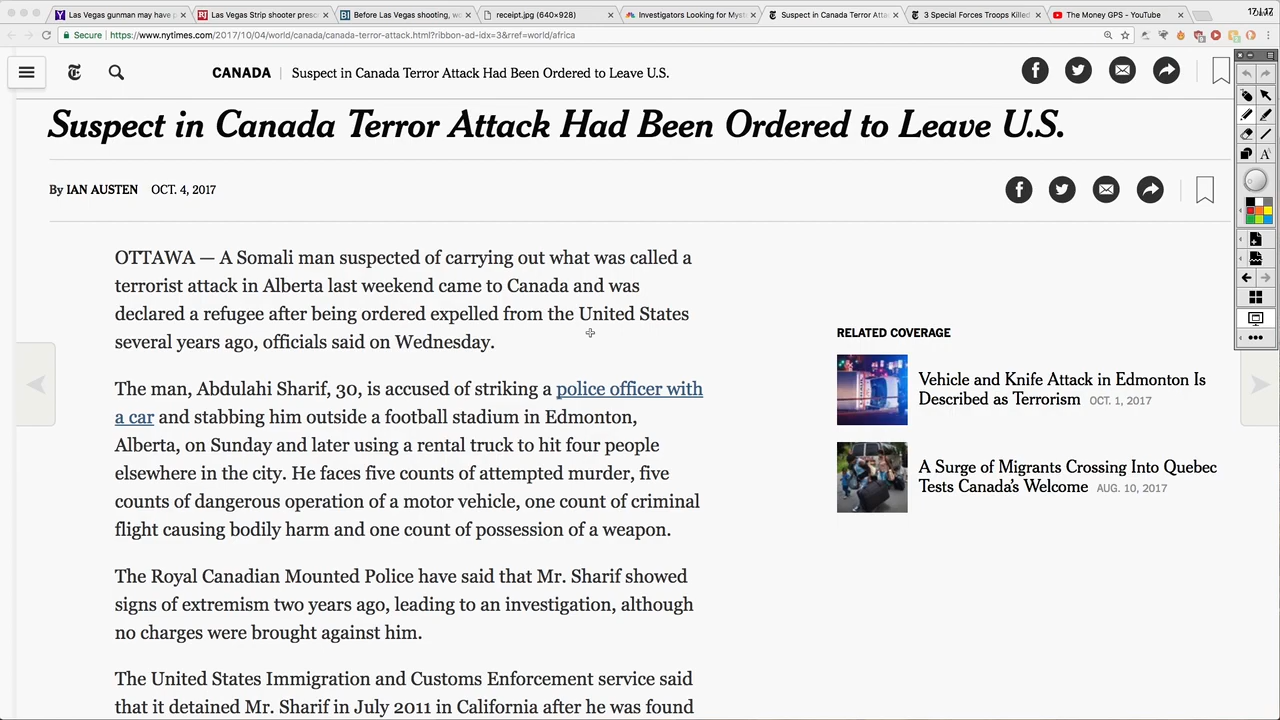 Las Vegas gunman may have p
Las Vegas Strip shooter presc
Before Las Vegas shooting, w
receipt.jpg (640×928)
Investigators Looking for Myst
Suspect in Canada Terror Atta
3 Special Forces Troops Killed
The Money GPS - YouTube
Secure
https://www.nytimes.com/2017/10/04/world/canada/canada-terror-attack.html?ribbon-ad-idx=3&rref=world/africa
CANADA
Suspect in Canada Terror Attack Had Been Ordered to Leave U.S.
Suspect in Canada Terror Attack Had Been Ordered to Leave U.S.
By IAN AUSTEN OCT. 4, 2017
OTTAWA — A Somali man suspected of carrying out what was called a
terrorist attack in Alberta last weekend came to Canada and was
declared a refugee after being ordered expelled from the United States
several years ago, officials said on Wednesday.
The man, Abdulahi Sharif, 30, is accused of striking a police officer with
a car and stabbing him outside a football stadium in Edmonton,
Alberta, on Sunday and later using a rental truck to hit four people
elsewhere in the city. He faces five counts of attempted murder, five
counts of dangerous operation of a motor vehicle, one count of criminal
flight causing bodily harm and one count of possession of a weapon.
The Royal Canadian Mounted Police have said that Mr. Sharif showed
signs of extremism two years ago, leading to an investigation, although
no charges were brought against him.
The United States Immigration and Customs Enforcement service said
that it detained Mr. Sharif in July 2011 in California after he was found
RELATED COVERAGE
Vehicle and Knife Attack in Edmonton Is
Described as Terrorism OCT. 1, 2017
A Surge of Migrants Crossing Into Quebec
Tests Canada's Welcome AUG. 10, 2017